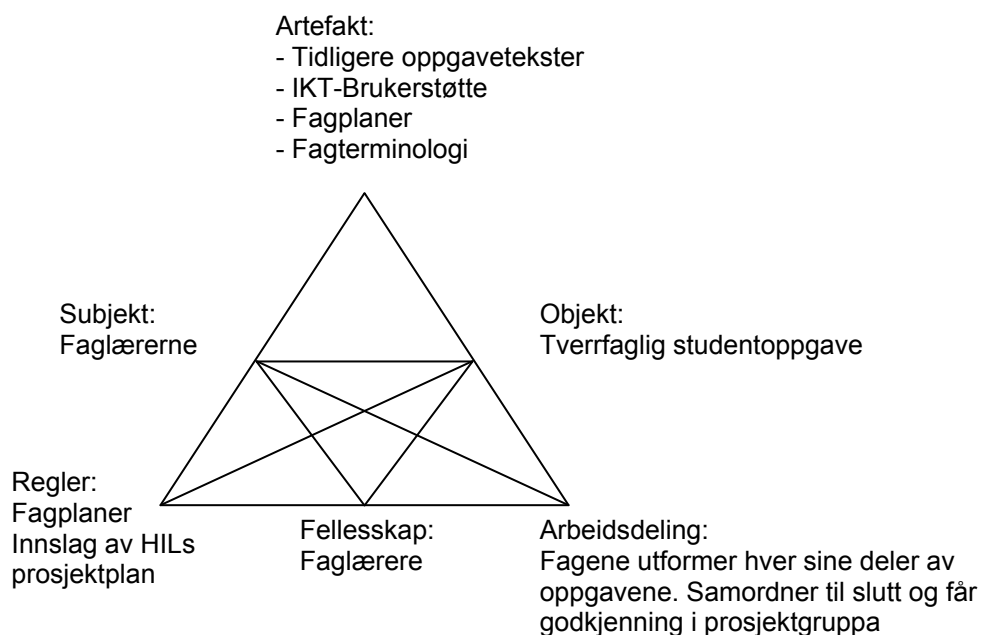 Artefakt:
- Tidligere oppgavetekster
- IKT-Brukerstøtte
- Fagplaner
- Fagterminologi
Subjekt:
Faglærerne
Objekt:
Tverrfaglig studentoppgave
Regler:
Fagplaner
Innslag av HILs
prosjektplan
Fellesskap:
Faglærere
Arbeidsdeling:
Fagene utformer hver sine deler av
oppgavene. Samordner til slutt og får
godkjenning i prosjektgruppa